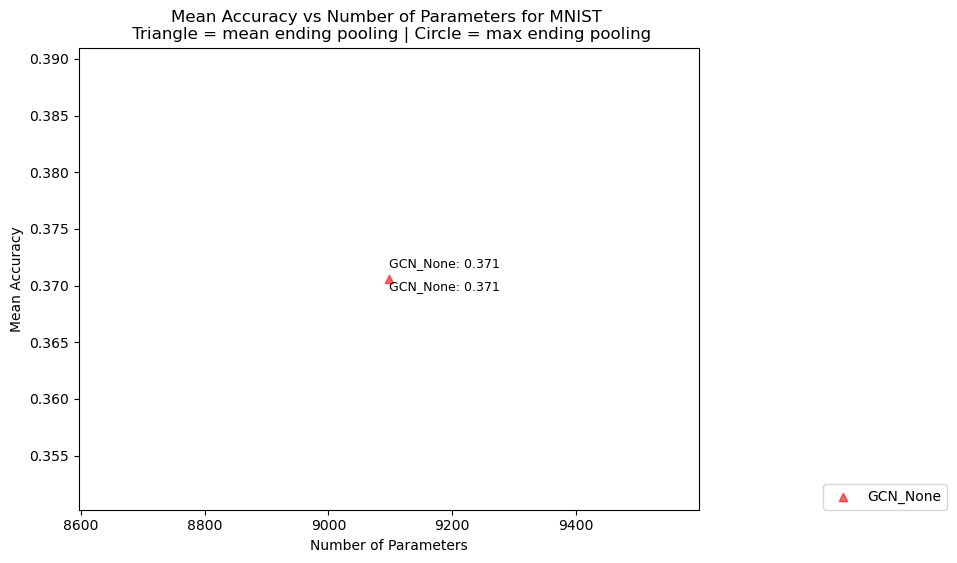 Mean Accuracy vs Number of Parameters for MNIST
Triangle = mean ending pooling | Circle = max ending pooling
0.390
0.385
0.380
0.375
0.370
0.365
0.360
0.355
Mean Accuracy
GCN_None: 0.371
GCN_None: 0.371
8600 8800 9000 9200 9400
Number of Parameters
GCN_None